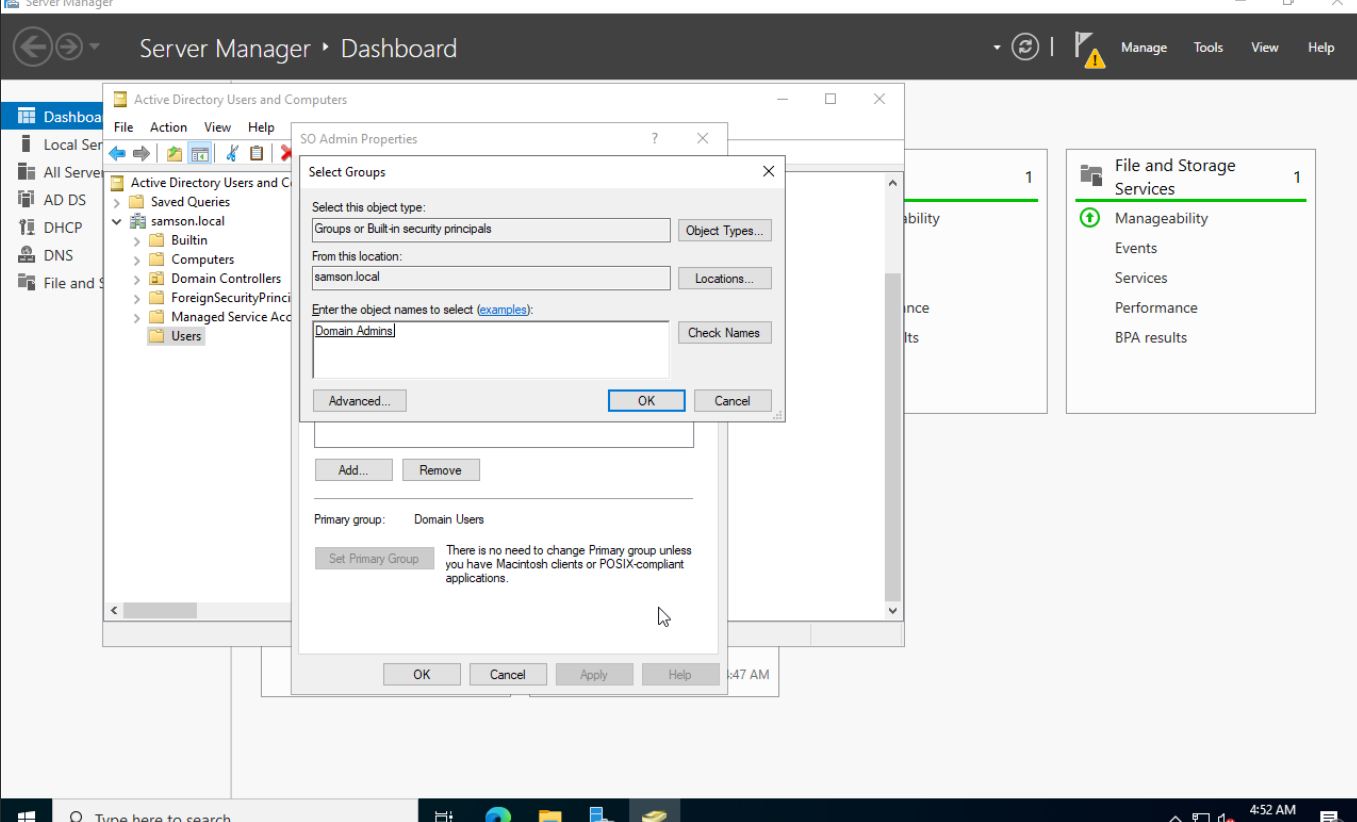 Server Manager
Server Manager ‣ Dashboard
Manage
Tools
View
Help
Dashboa
Local Ser
All Serve
AD DS
DHCP
DNS
File and S
Active Directory Users and Computers
File
Action
View
Help
Active Directory Users and C
Saved Queries
samson.local
Builtin
Computers
Domain Controllers
ForeignSecurityPrinci
Managed Service Acc
Users
SO Admin Properties
?
Select Groups
Select this object type:
Groups or Built-in security principals
Object Types...
From this location:
samson.local
Locations...
Enter the object names to select (examples):
Domain Admins
Check Names
Advanced...
OK
Cancel
Add...
Remove
Primary group:
Domain Users
Set Primary Group
There is no need to change Primary group unless
you have Macintosh clients or POSIX-compliant
applications.
OK
Cancel
Apply
Help
:47 AM
1
ability
nce
lts
File and Storage
Services
1
Manageability
Events
Services
Performance
BPA results
Type here to search
4:52 AM